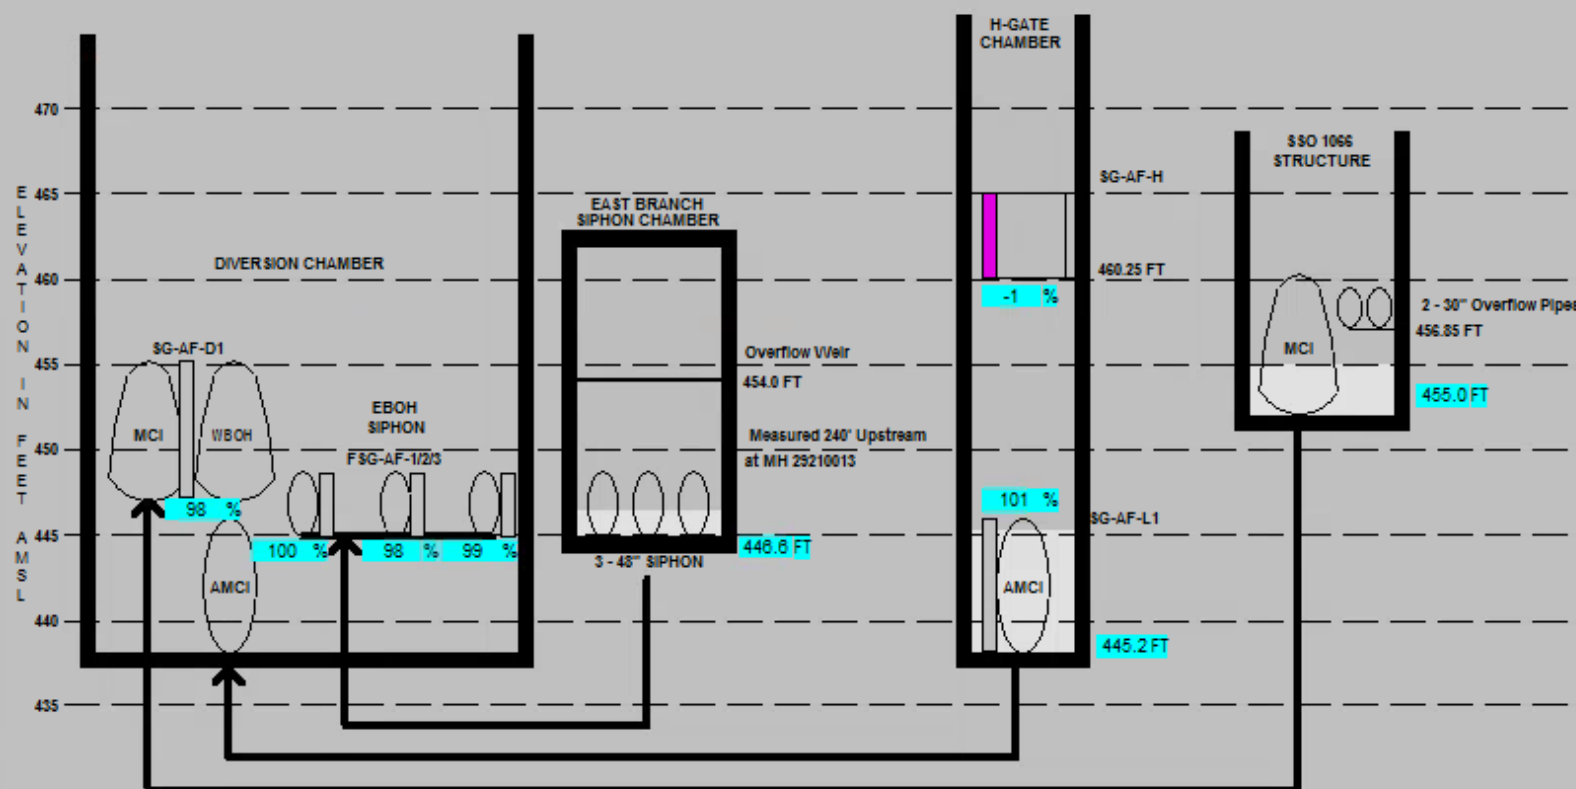 H-GATE
CHAMBER
470
SSO 1066
STRUCTURE
SG-AF-H
465
EAST BRANCH
SIPHON CHAMBER
ELEVATION IN FEET AMSL
DIVERSION CHAMBER
460.25 FT
460
-1 %
2 - 30" Overflow Pipes
456.85 FT
SG-AF-D1
MCI
Overflow Weir
455
454.0 FT
455.0 FT
EBOH
SIPHON
MCI
WBOH
Measured 240' Upstream
450
FSG-AF-1/2/3
at MH 29210013
98 %
101 %
SG-AF-L1
445
100 %
98 %
99 %
446.6 FT
3 - 48" SIPHON
AMCI
AMCI
440
445.2 FT
435